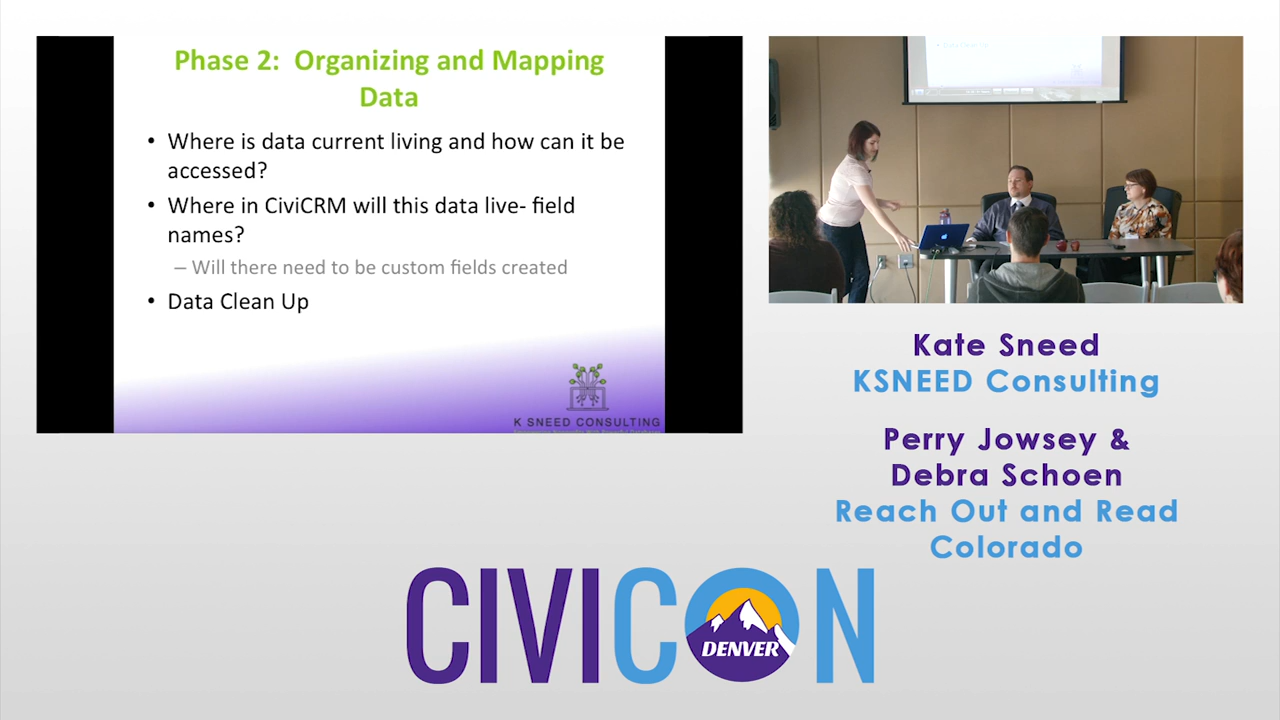 Phase 2: Organizing and Mapping
Data
• Where is data current living and how can it be
accessed?
• Where in CiviCRM will this data live- field
names?
– Will there need to be custom fields created
• Data Clean Up
K SNEED CONSULTING
Kate Sneed
KSNEED Consulting
Perry Jowsey &
Debra Schoen
Reach Out and Read
Colorado
CIVICON
DENVER